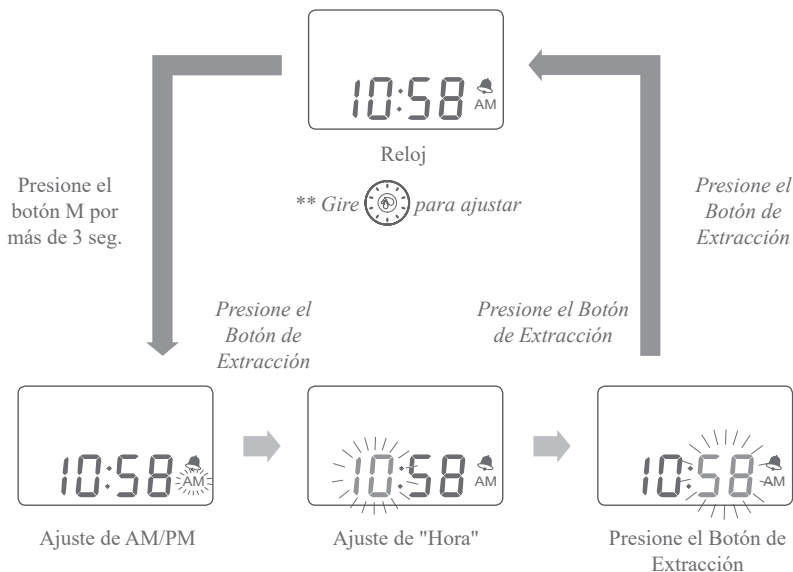 10:58 AM
Reloj
** Gire para ajustar
Presione el
botón M por
más de 3 seg.
Presione el
Botón de
Extracción
Presione el
Botón de
Extracción
Presione el Botón
de Extracción
10:58 AM
10:58 AM
10:58 AM
Ajuste de AM/PM
Ajuste de "Hora"
Presione el Botón de
Extracción